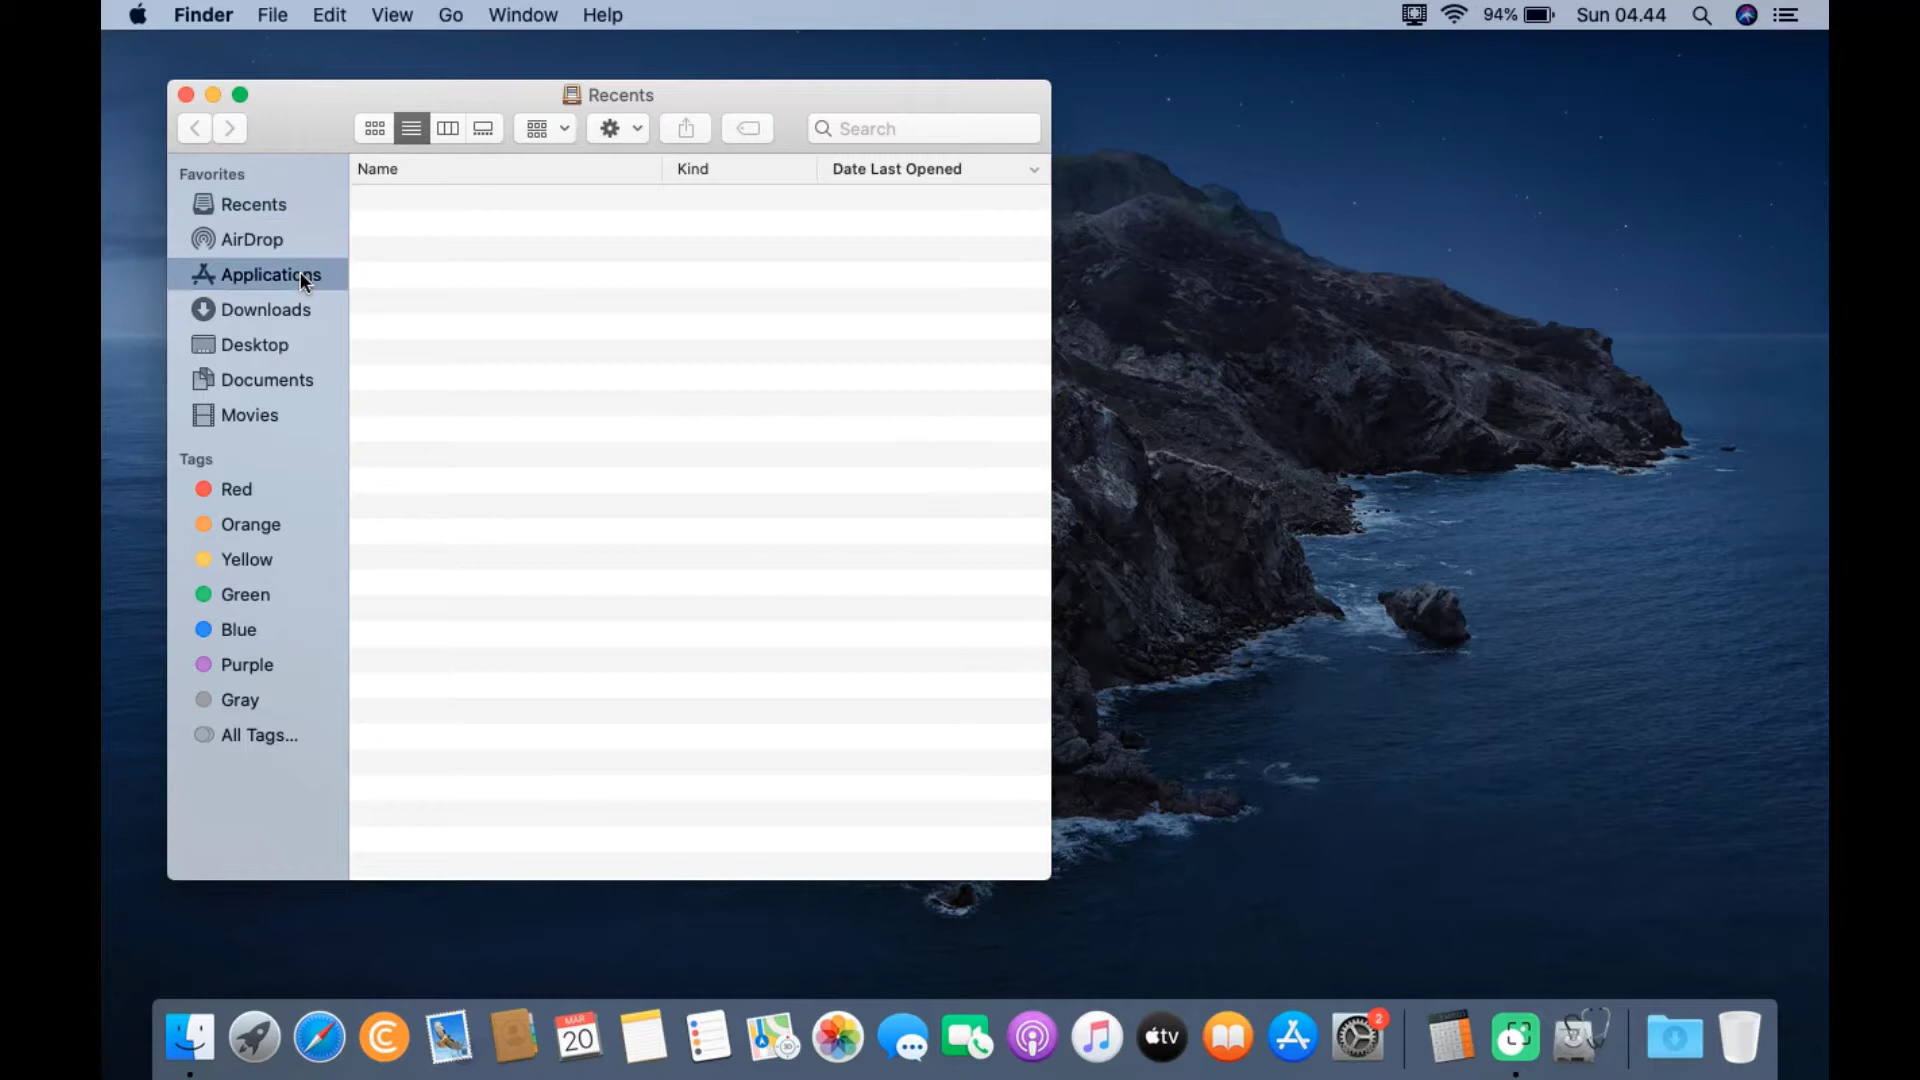 Finder File Edit View Go Window Help 94% Sun 04.44
Recents
Search
Name Kind Date Last Opened
Favorites
Recents
AirDrop
Applications
Downloads
Desktop
Documents
Movies
Tags
Red
Orange
Yellow
Green
Blue
Purple
Gray
All Tags...
MAR
20
tv
2